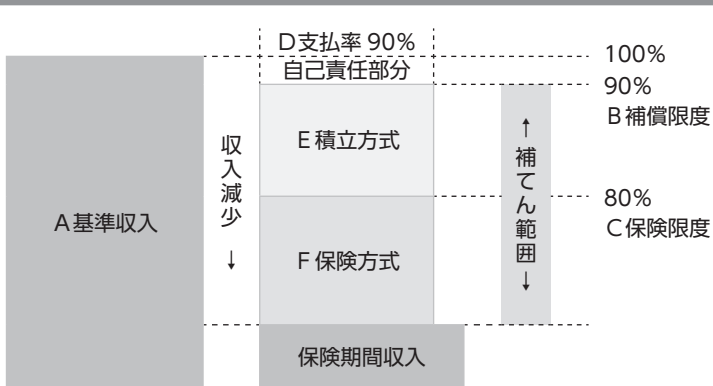 D支払率 90%
自己責任部分
100%
90%
B補償限度
E積立方式
収入減少 ↓
↑補てん範囲↓
80%
C保険限度
A基準収入
F保険方式
保険期間収入